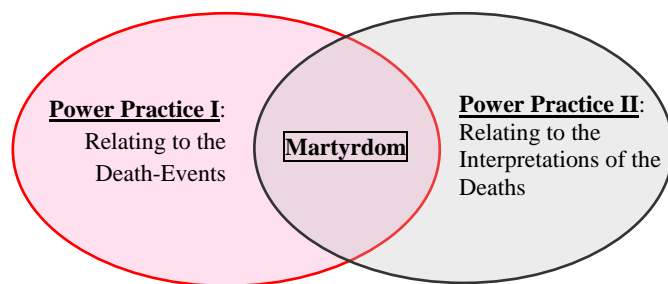 Power Practice I:
Relating to the
Death-Events
Martyrdom
Power Practice II:
Relating to the
Interpretations of the
Deaths